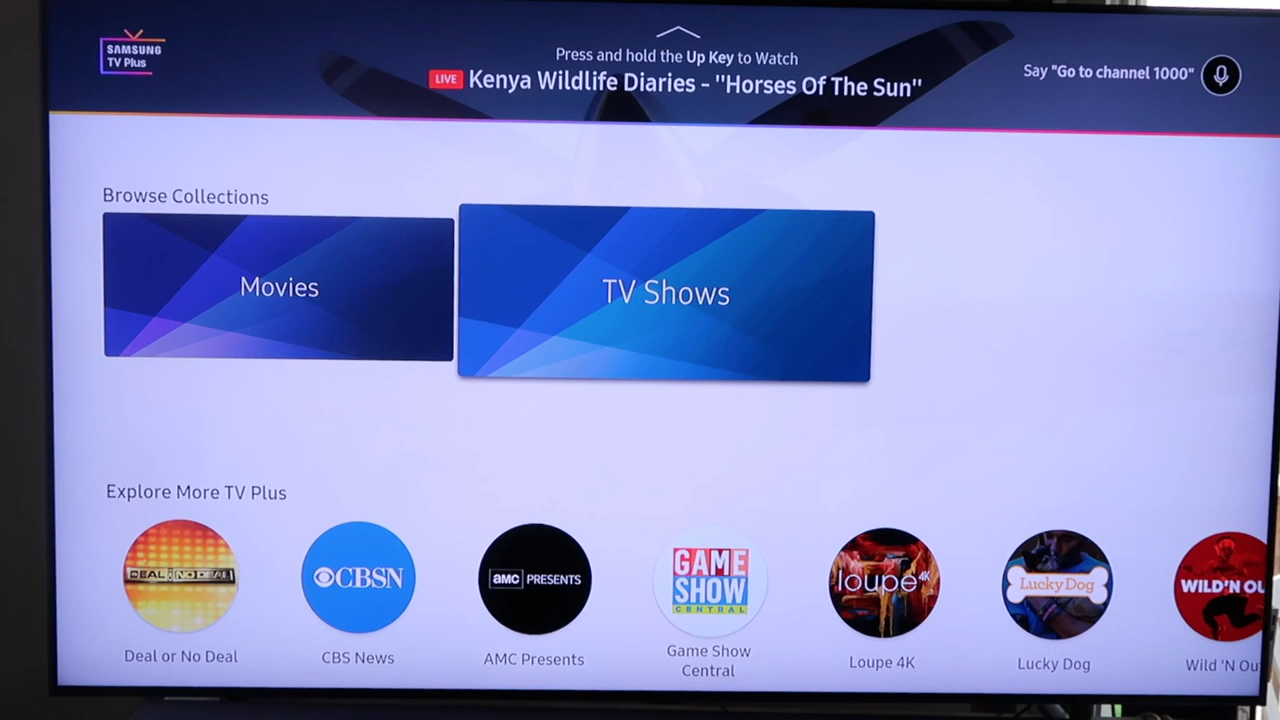 SAMSUNG
TV Plus
Press and hold the Up Key to Watch
LIVE Kenya Wildlife Diaries - "Horses Of The Sun"
Say "Go to channel 1000"
Browse Collections
Movies
TV Shows
Explore More TV Plus
DEAL NO DEAL
CBSN
amc PRESENTS
GAME
SHOW
CENTRAL
loupe 4K
Lucky Dog
WILD'N OU
Deal or No Deal
CBS News
AMC Presents
Game Show
Central
Loupe 4K
Lucky Dog
Wild 'N Ou